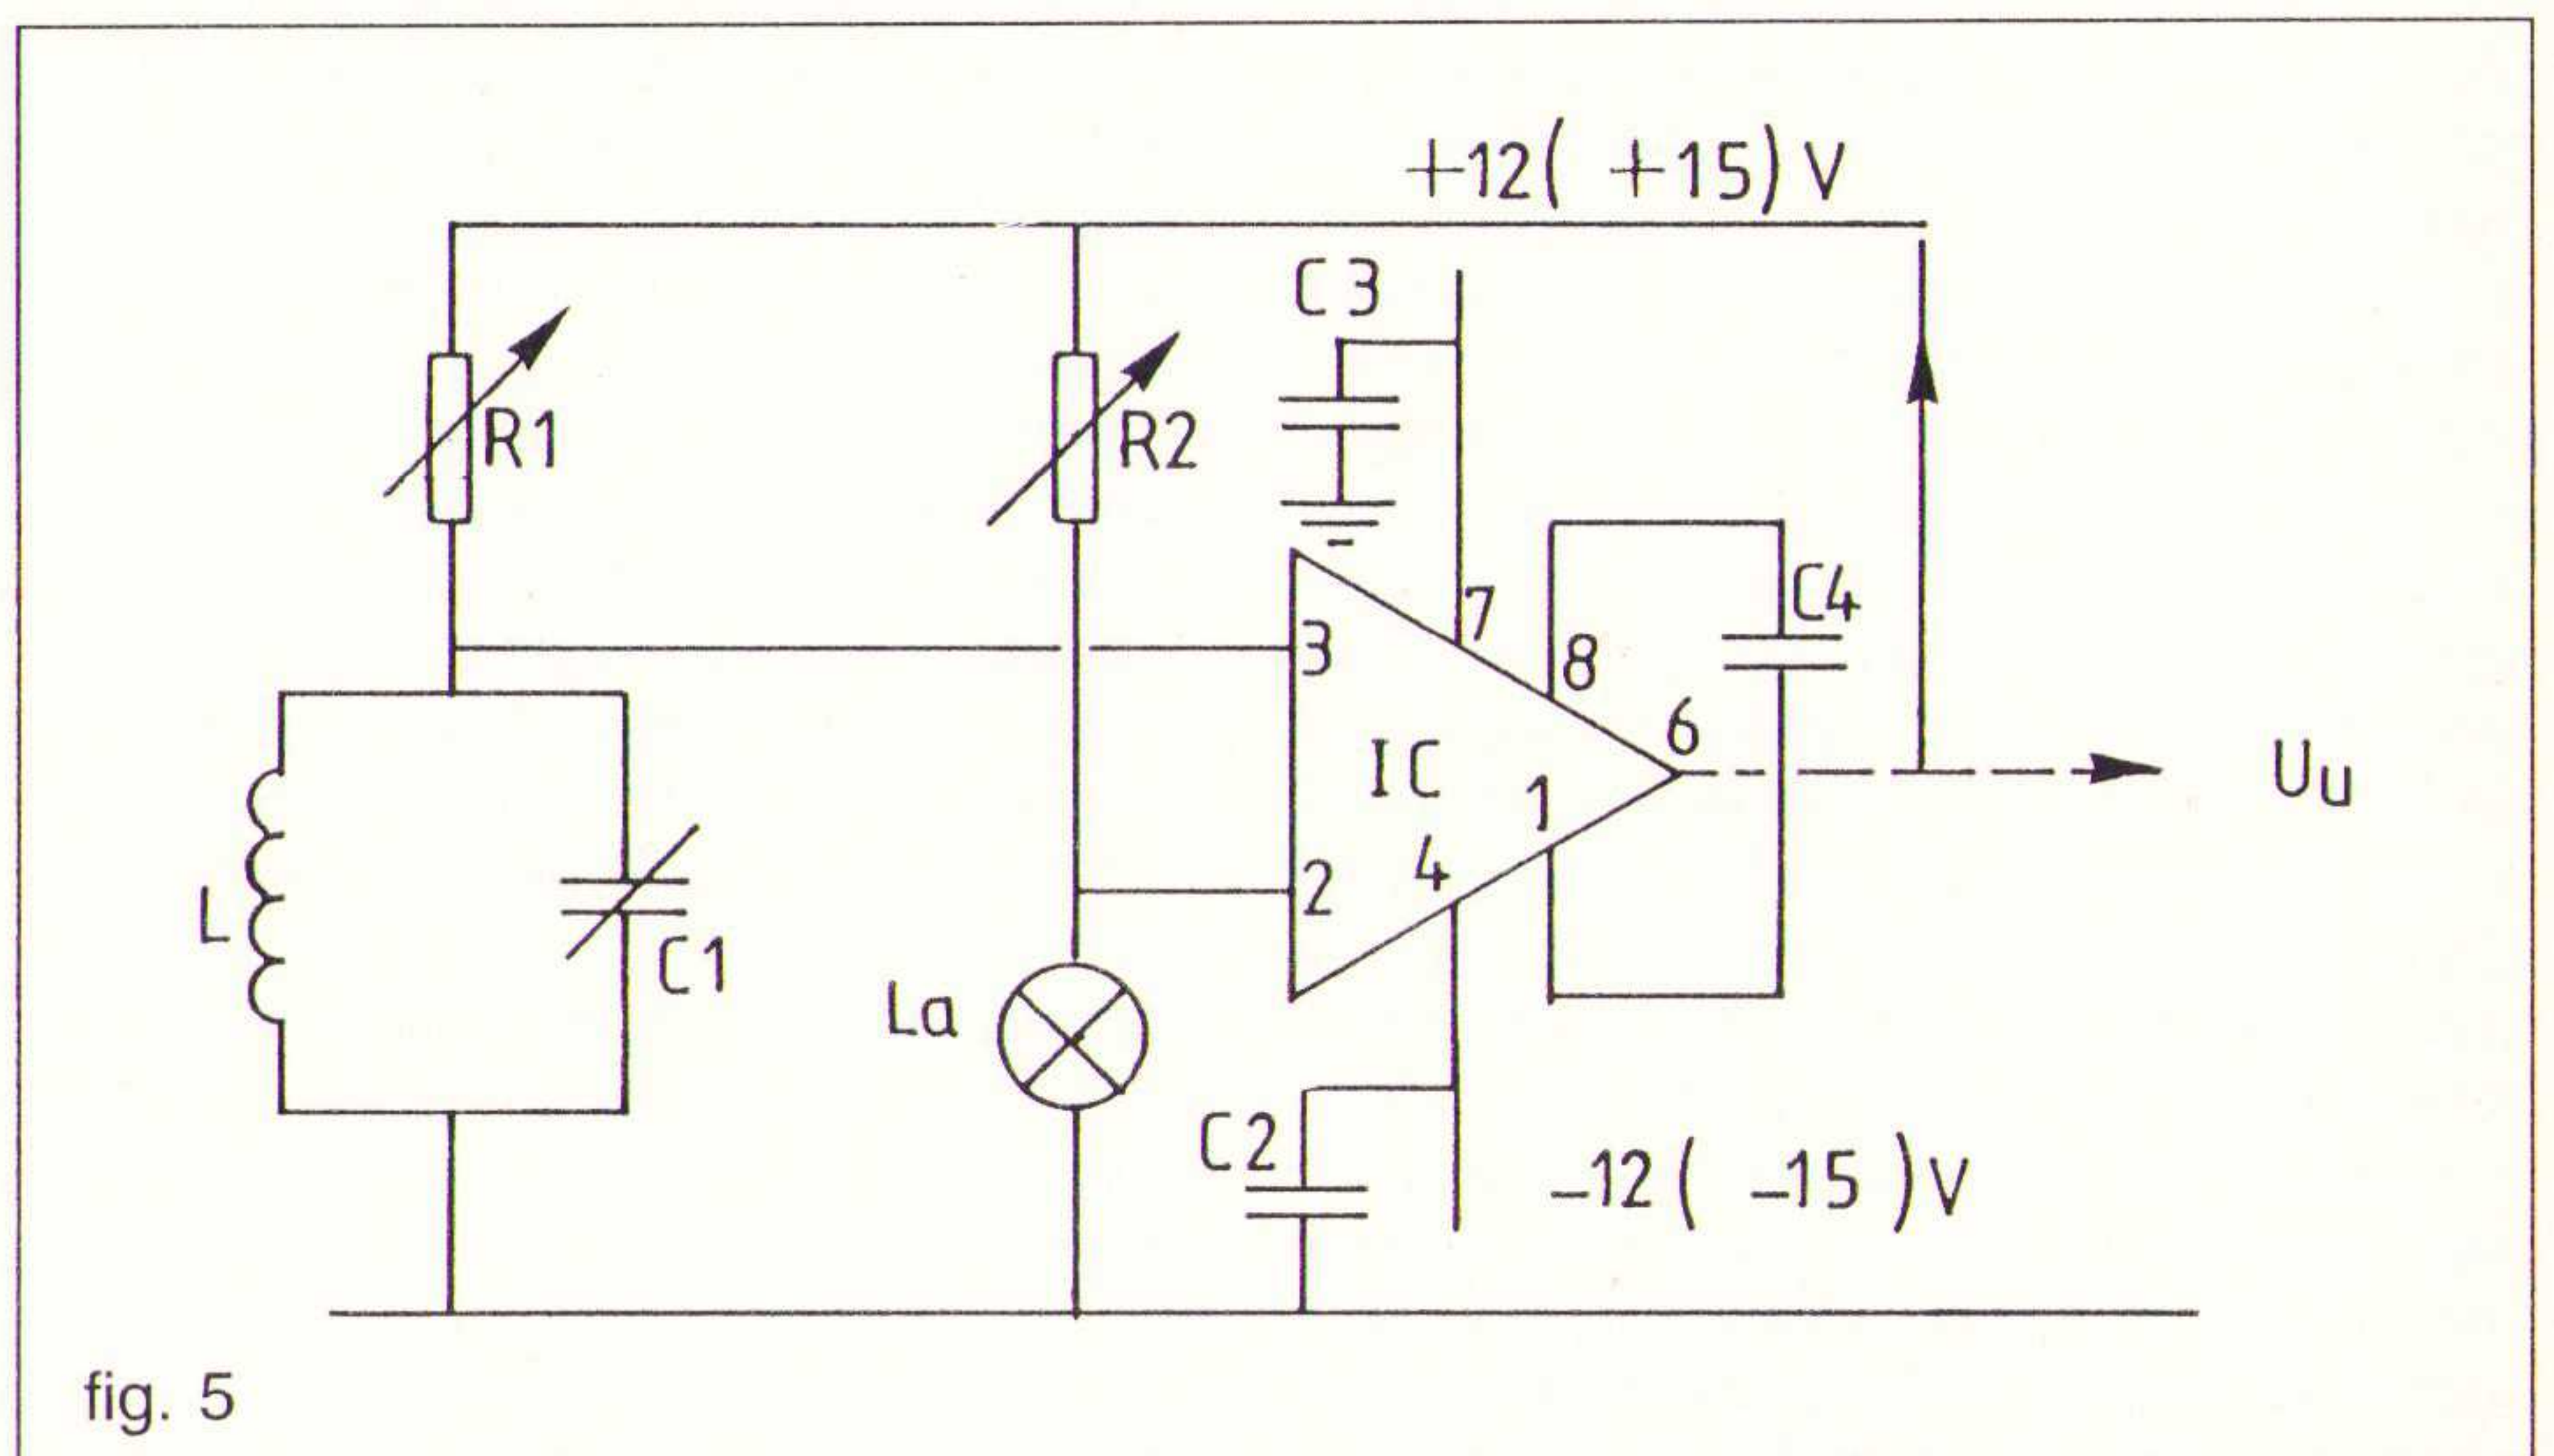 +12( +15)V
C3
R1
R2
7
C4
3
8
6
IC
1
Uu
4
2
L
C1
La
C2
-12( -15 )V
fig. 5